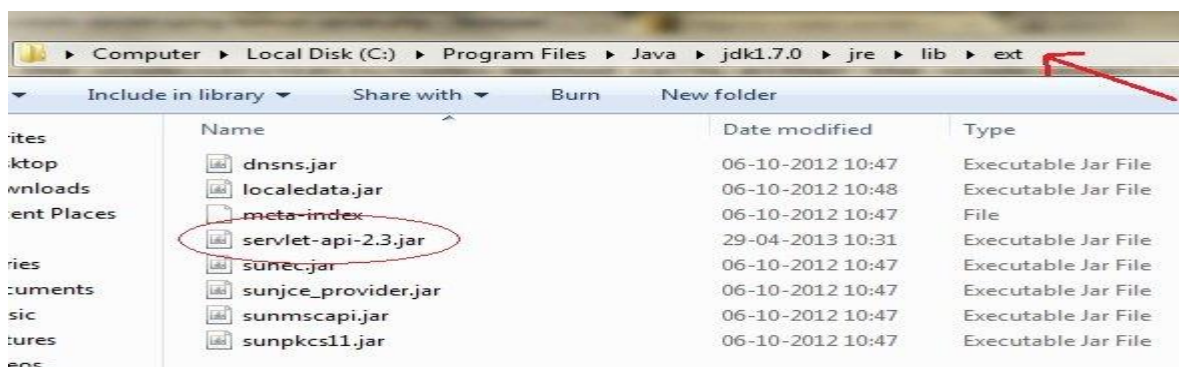 Computer Local Disk (C:) Program Files Java jdk1.7.0 jre lib ext
Include in library Share with Burn New folder
Name Date modified Type
dnsns.jar 06-10-2012 10:47 Executable Jar File
localedata.jar 06-10-2012 10:48 Executable Jar File
meta-index 06-10-2012 10:47 File
servlet-api-2.3.jar 29-04-2013 10:31 Executable Jar File
sunec.jar 06-10-2012 10:47 Executable Jar File
sunjce_provider.jar 06-10-2012 10:47 Executable Jar File
sunmscapi.jar 06-10-2012 10:47 Executable Jar File
sunpkcs11.jar 06-10-2012 10:47 Executable Jar File
rites
ktop
wnloads
ent Places
ries
cuments
sic
tures